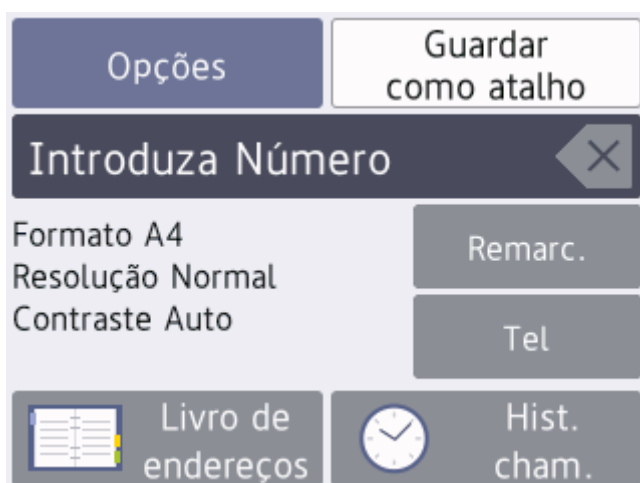 Opções
Guardar
como atalho
Introduza Número
Formato A4
Resolução Normal
Contraste Auto
Remarc.
Tel
Livro de
endereços
Hist.
cham.